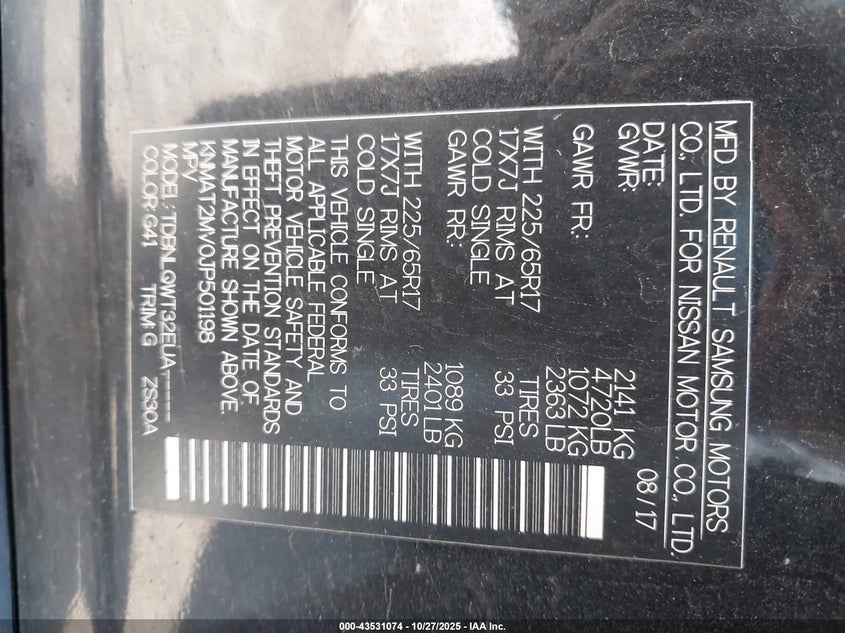 MFD BY RENAULT SAMSUNG MOTORS
CO., LTD. FOR NISSAN MOTOR CO., LTD.
DATE: 08/17
GVWR: 2141 KG
4720LB
GAWR FR: 1072 KG
2363 LB
WITH 225/65R17 TIRES
17X7J RIMS AT 33 PSI
COLD SINGLE
GAWR RR: 1089 KG
2401 LB
WITH 225/65R17 TIRES
17X7J RIMS AT 33 PSI
COLD SINGLE
THIS VEHICLE CONFORMS TO
ALL APPLICABLE FEDERAL
MOTOR VEHICLE SAFETY AND
THEFT PREVENTION STANDARDS
IN EFFECT ON THE DATE OF
MANUFACTURE SHOWN ABOVE.
KNMAT2MV0JP501198
MPV
MODEL: TDBNLQWT32EUA-----
COLOR: G41 TRIM: G 2S30A
000-43531074 > 10/27/2025 - IAA Inc.